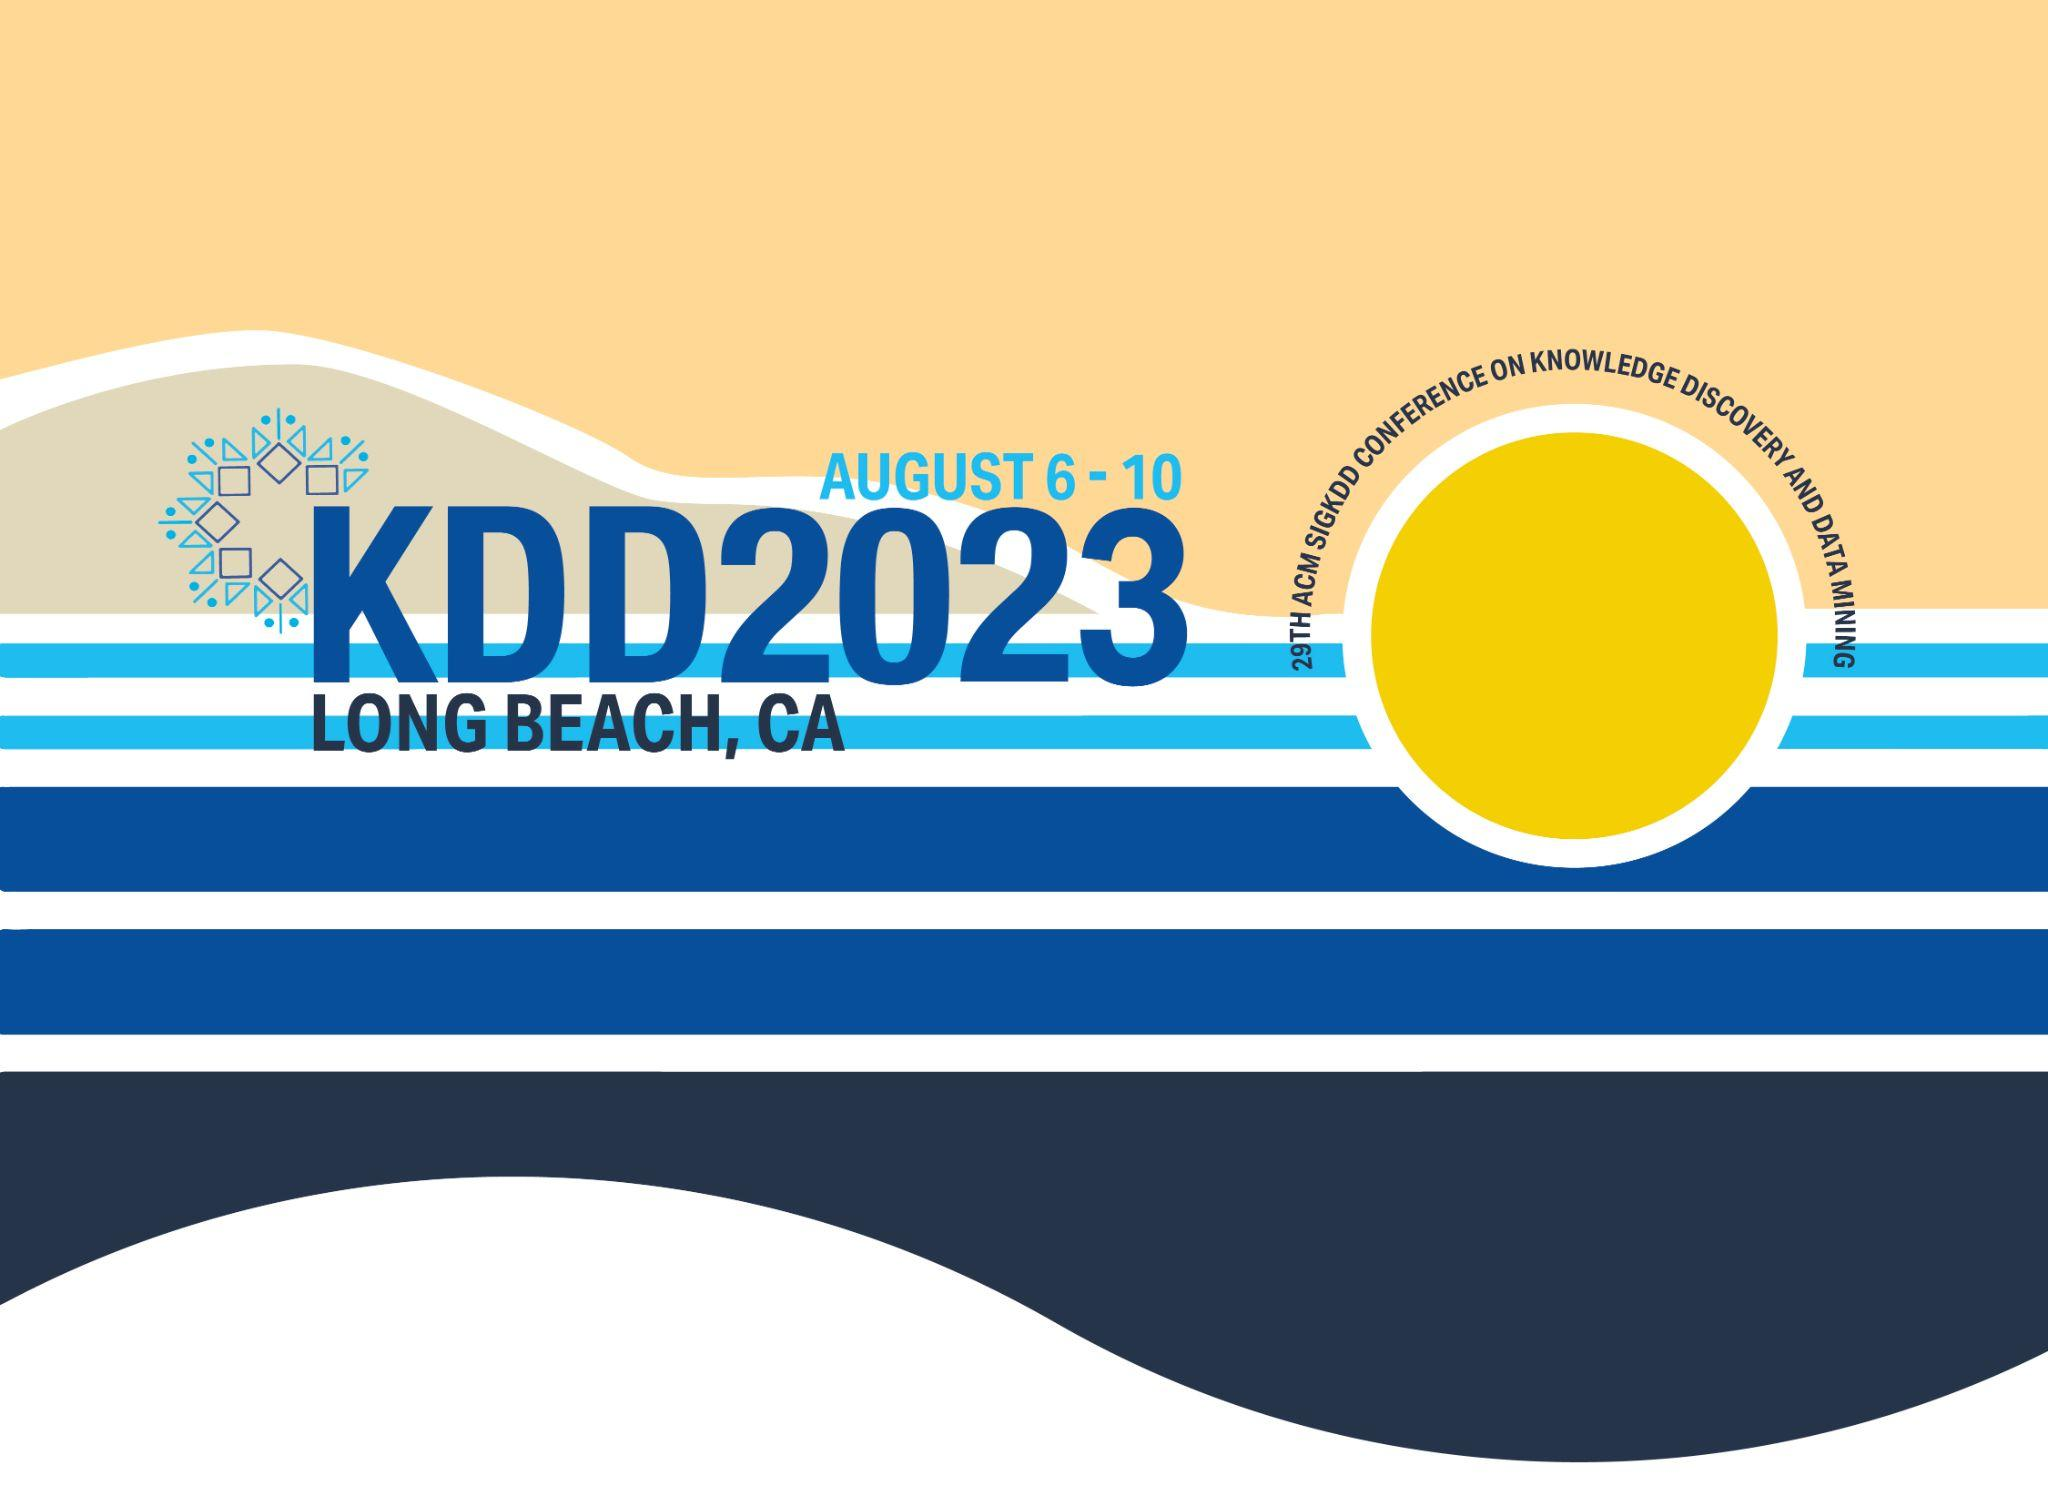 AUGUST 6 - 10
KDD2023
LONG BEACH, CA
29TH ACM SIGKDD CONFERENCE ON KNOWLEDGE DISCOVERY AND DATA MINING